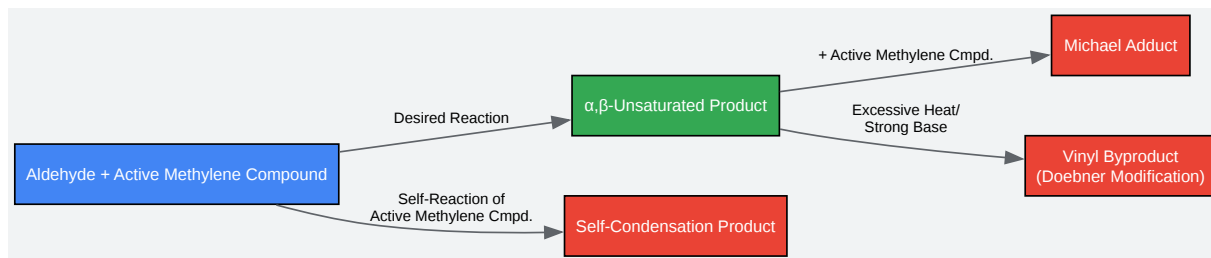 Aldehyde + Active Methylene Compound
Desired Reaction
α,β-Unsaturated Product
+ Active Methylene Cmpd.
Michael Adduct
Excessive Heat/
Strong Base
Vinyl Byproduct
(Doebner Modification)
Self-Reaction of
Active Methylene Cmpd.
Self-Condensation Product